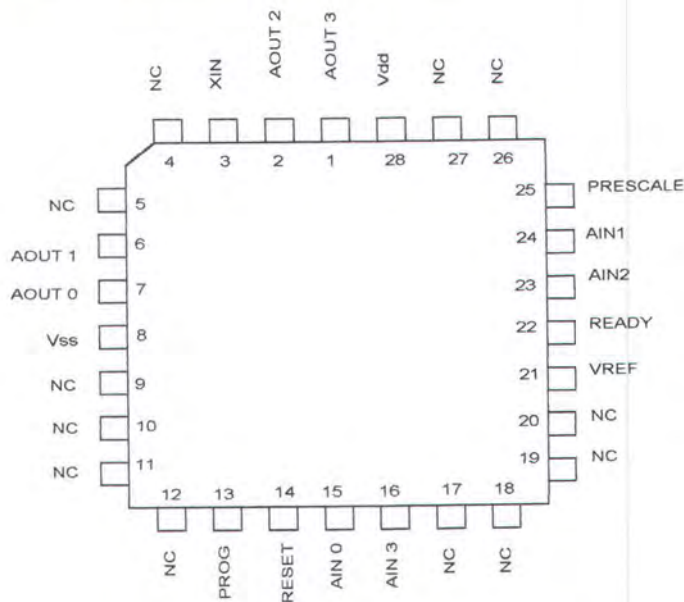 NC XIN AOUT 2 AOUT 3 Vdd NC NC
4 3 2 1 28 27 26
NC 5 25 PRESCALE
AOUT 1 6 24 AIN1
AOUT 0 7 23 AIN2
Vss 8 22 READY
NC 9 21 VREF
NC 10 20 NC
NC 11 19 NC
12 13 14 15 16 17 18
NC PROG RESET AIN 0 AIN 3 NC NC